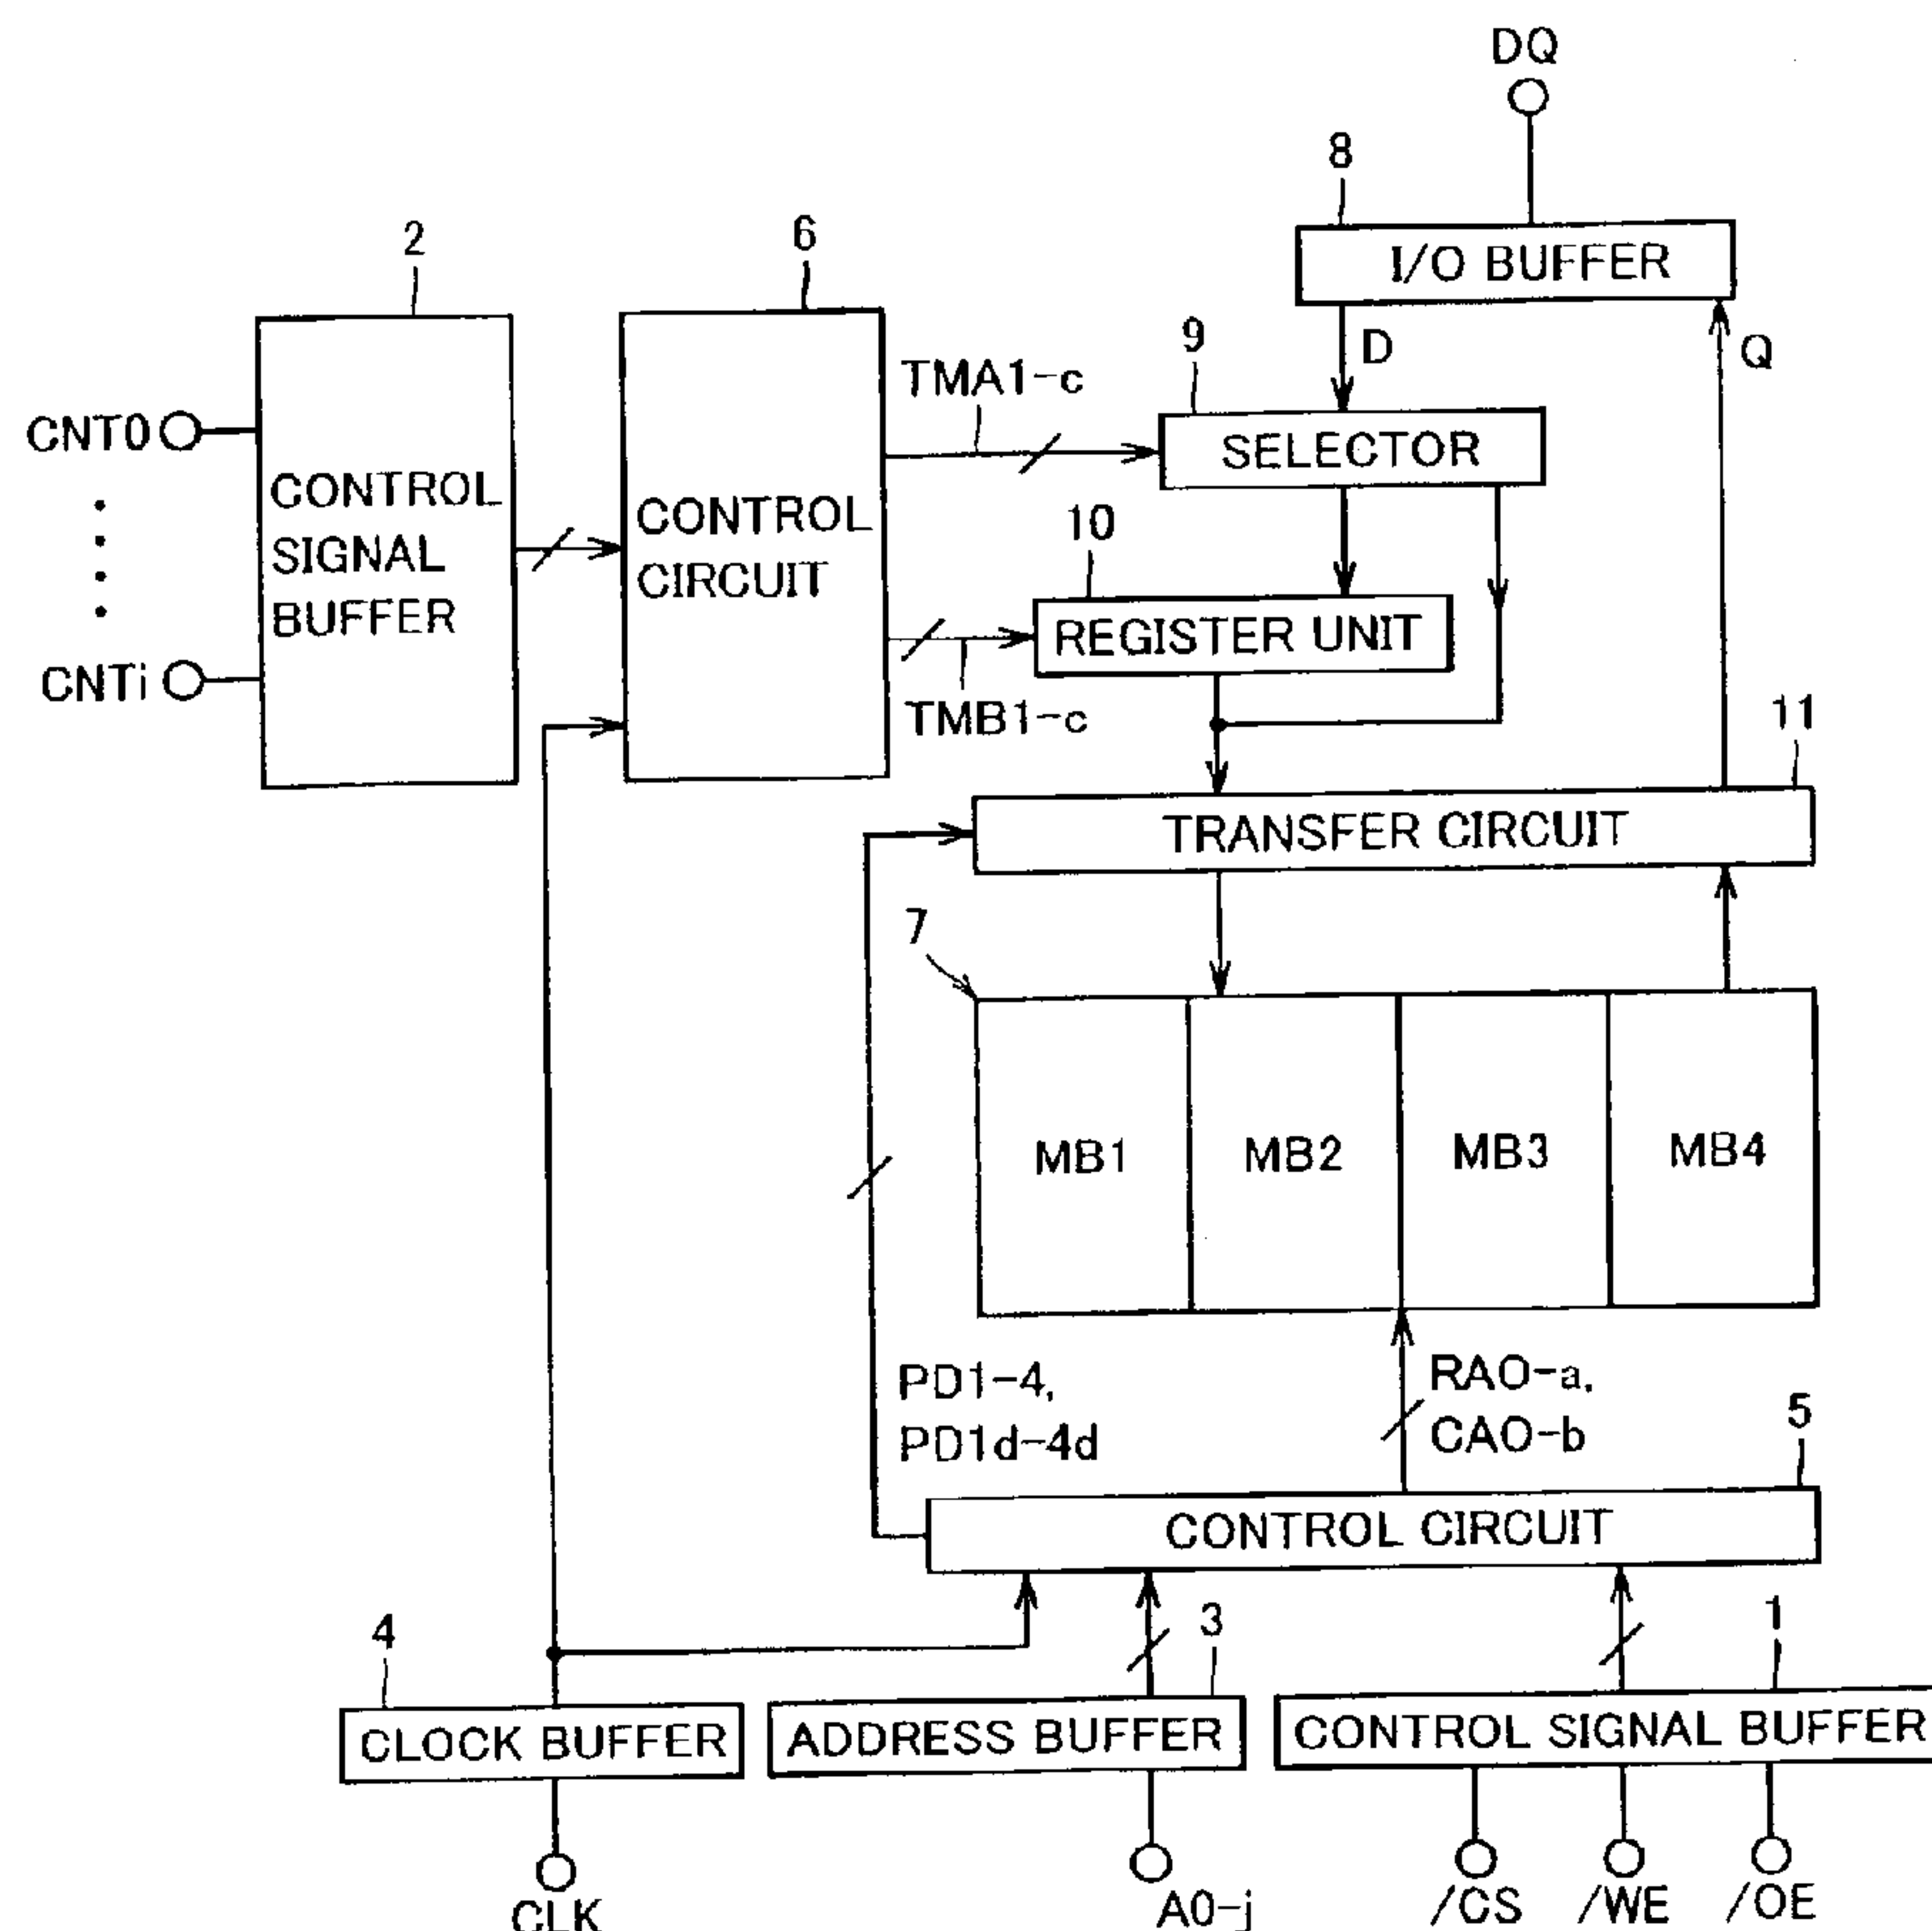 DQ
8
I/O BUFFER
2
6
9
D
Q
TMA1-c
SELECTOR
CNT0
CONTROL
SIGNAL
BUFFER
CONTROL
CIRCUIT
10
REGISTER UNIT
CNTi
TMB1-c
11
TRANSFER CIRCUIT
7
MB1
MB2
MB3
MB4
PD1-4,
PD1d-4d
RAO-a,
CAO-b
5
CONTROL CIRCUIT
4
3
1
CLOCK BUFFER
ADDRESS BUFFER
CONTROL SIGNAL BUFFER
CLK
A0-j
/CS
/WE
/OE